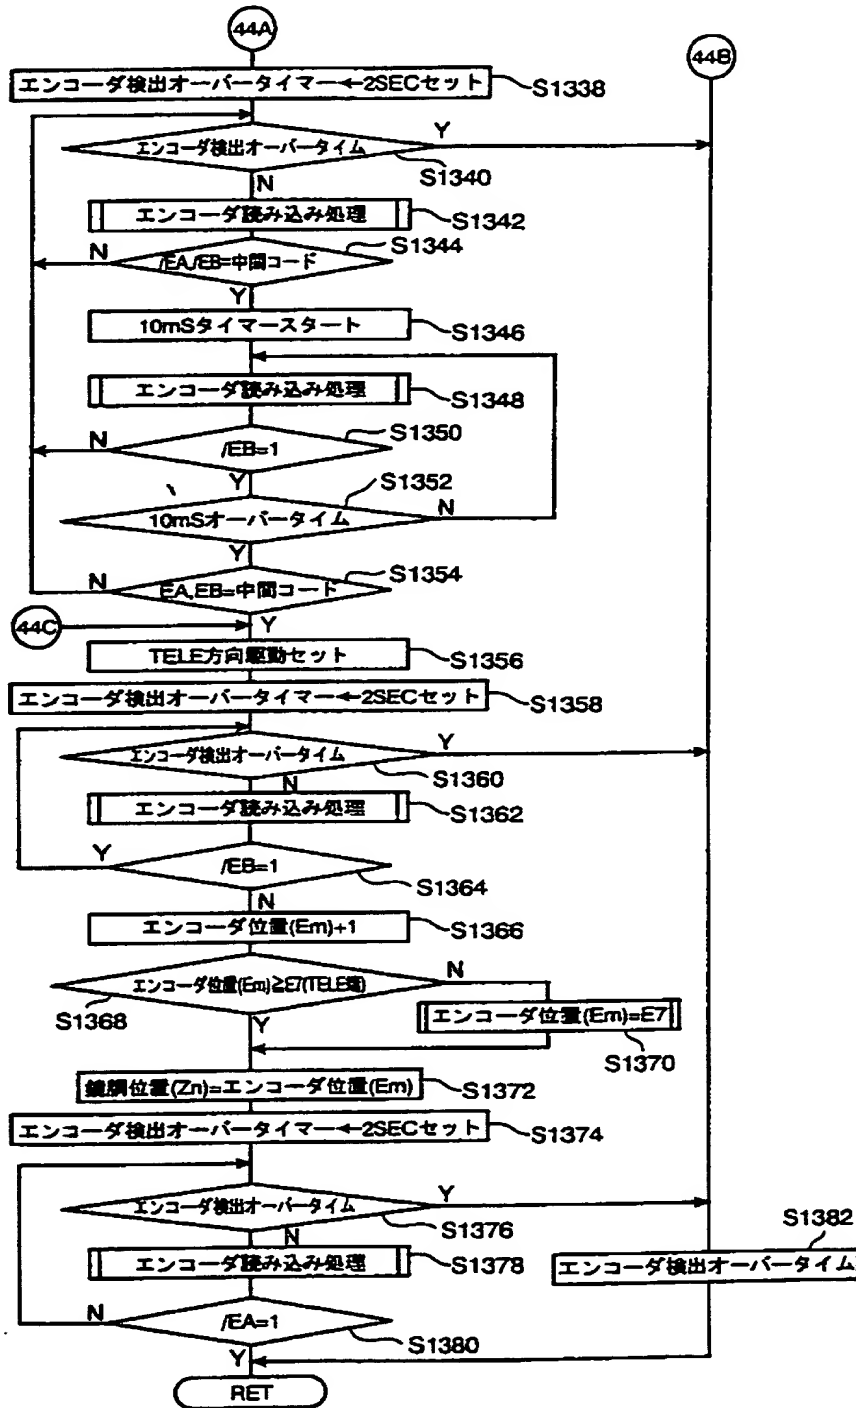 44A
44B
エンコーダ検出オーバータイマー←2SECセット
S1338
エンコーダ検出オーバータイム
Y
S1340
N
エンコーダ読み込み処理
S1342
N
/EA,/EB=中間コード
S1344
Y
10mSタイマースタート
S1346
エンコーダ読み込み処理
S1348
N
/EB=1
S1350
Y
10mSオーバータイム
S1352
N
Y
N
EA,EB=中間コード
S1354
44C
Y
TELE方向駆動セット
S1356
エンコーダ検出オーバータイマー←2SECセット
S1358
エンコーダ検出オーバータイム
Y
S1360
N
エンコーダ読み込み処理
S1362
Y
/EB=1
S1364
N
エンコーダ位置(Em)+1
S1366
エンコーダ位置(Em)≧E7(TELE端)
N
S1368
Y
エンコーダ位置(Em)=E7
S1370
鏡胴位置(Zn)=エンコーダ位置(Em)
S1372
エンコーダ検出オーバータイマー←2SECセット
S1374
エンコーダ検出オーバータイム
Y
S1376
N
エンコーダ読み込み処理
S1378
S1382
エンコーダ検出オーバータイム
N
/EA=1
S1380
Y
RET